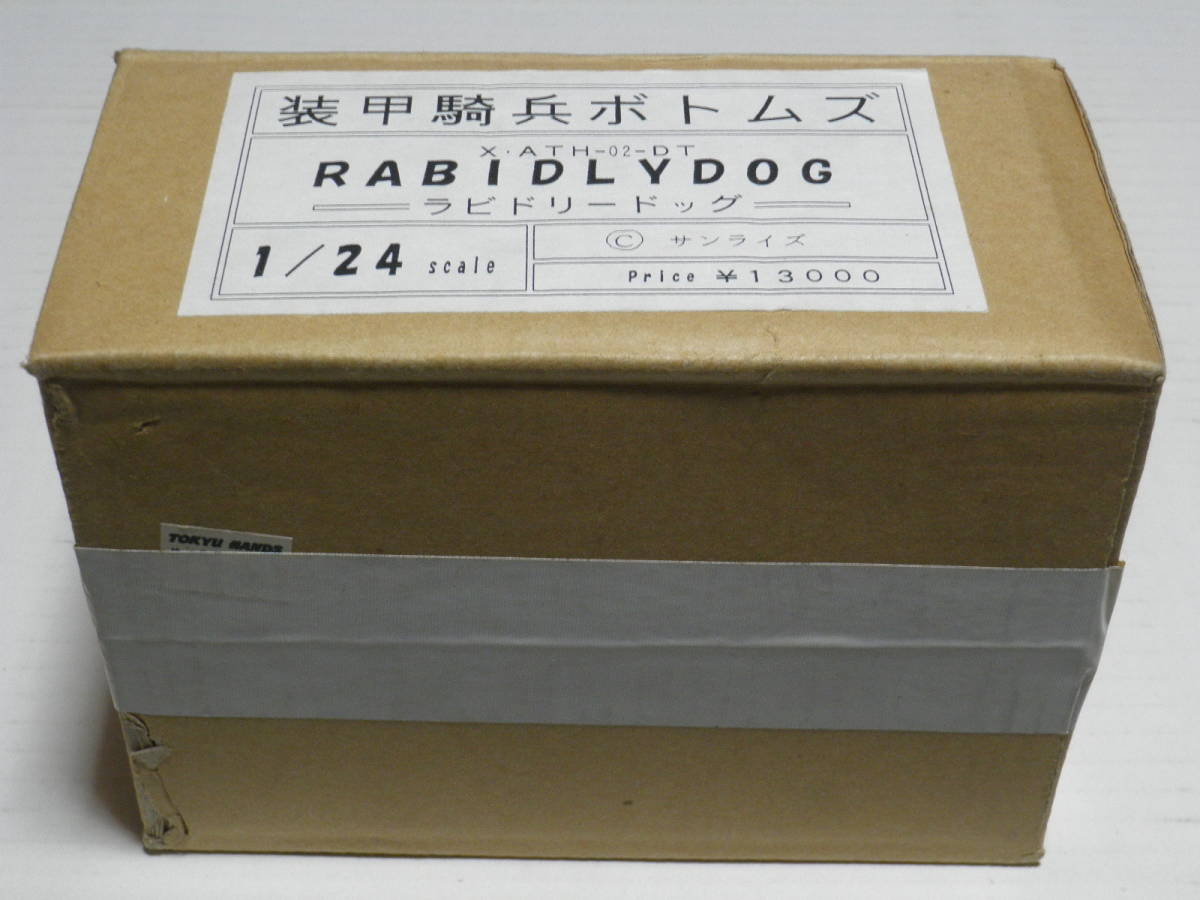 装甲騎兵ボトムズ
X・ATH-02-DT
RABIDLYDOG
ラビドリードッグ
1/24 scale
© サンライズ
Price ￥13000
TOKYU HANDS